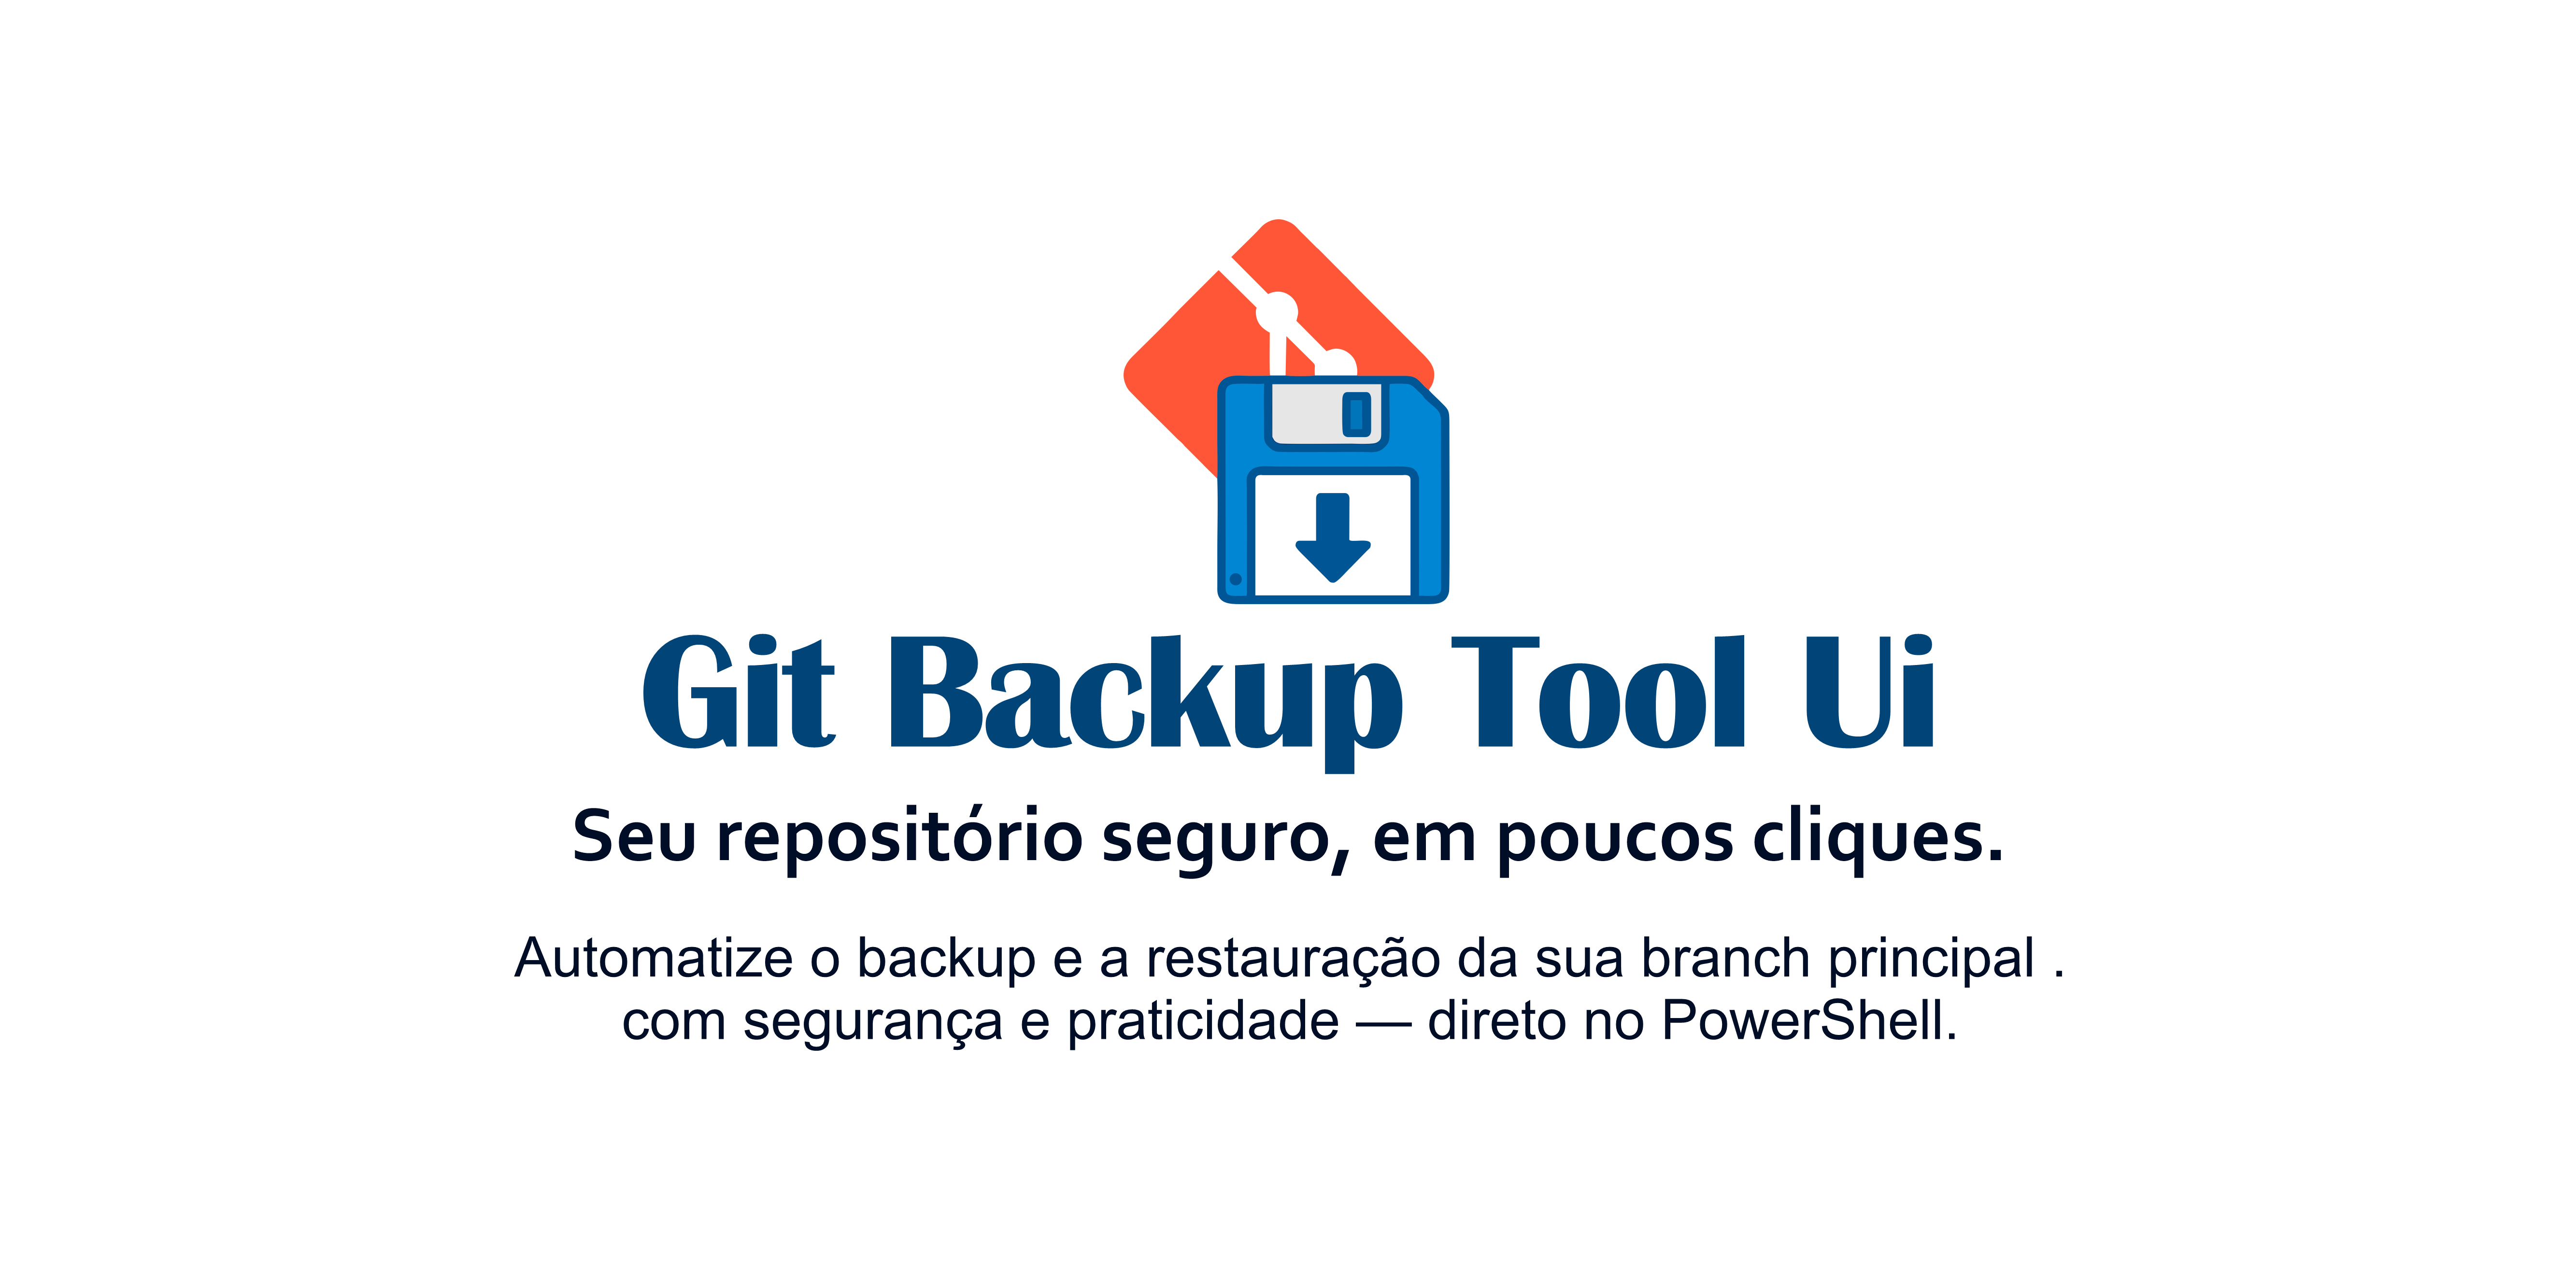 Git Backup Tool Ui
Seu repositório seguro, em poucos cliques.
Automatize o backup e a restauração da sua branch principal .
com segurança e praticidade — direto no PowerShell.